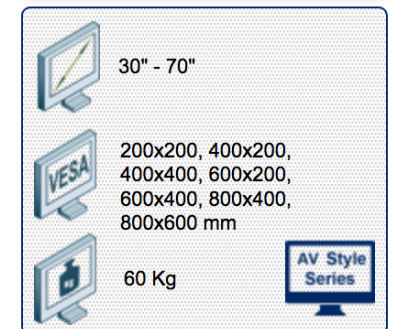 30" - 70"
VESA
200x200, 400x200,
400x400, 600x200,
600x400, 800x400,
800x600 mm
60 Kg
AV Style
Series